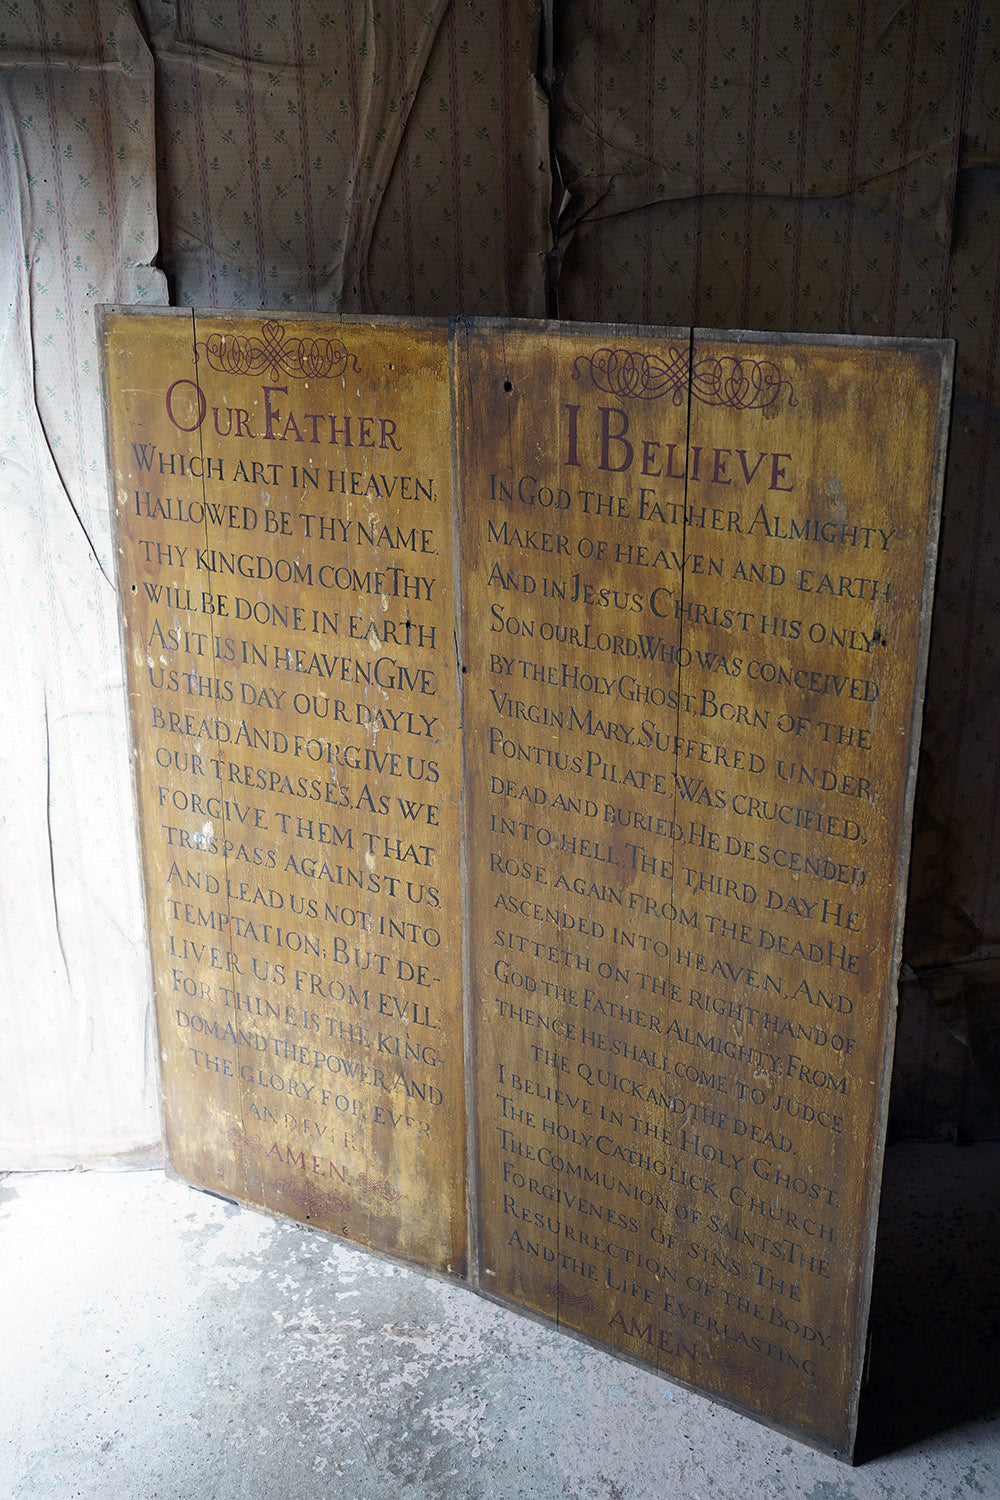 OUR FATHER
WHICH ART IN HEAVEN,
HALLOWED BE THY NAME.
THY KINGDOM COME. THY
WILL BE DONE IN EARTH
AS IT IS IN HEAVEN GIVE
US THIS DAY OUR DAYLY
BREAD. AND FORGIVE US
OUR TRESPASSES, AS WE
FORGIVE THEM THAT
TRESPASS AGAINST US.
AND LEAD US NOT INTO
TEMPTATION; BUT DE-
LIVER US FROM EVILL:
FOR THINE IS THE KING-
DOM AND THE POWER AND
THE GLORY, FOR EVER
AND EVER
AMEN.
I BELIEVE
IN GOD THE FATHER ALMIGHTY
MAKER OF HEAVEN AND EARTH
AND IN JESUS CHRIST HIS ONLY
SON OUR LORD, WHO WAS CONCEIVED
BY THE HOLY GHOST, BORN OF THE
VIRGIN MARY, SUFFERED UNDER
PONTIUS PILATE, WAS CRUCIFIED,
DEAD, AND BURIED, HE DESCENDED
INTO HELL; THE THIRD DAY HE
ROSE AGAIN FROM THE DEAD HE
ASCENDED INTO HEAVEN, AND
SITTETH ON THE RIGHT HAND OF
GOD THE FATHER ALMIGHTY; FROM
THENCE HE SHALL COME TO JUDGE
THE QUICK AND THE DEAD.
I BELIEVE IN THE HOLY GHOST,
THE HOLY CATHOLICK CHURCH
THE COMMUNION OF SAINTS THE
FORGIVENESS OF SINS, THE
RESURRECTION OF THE BODY,
AND THE LIFE EVERLASTING.
AMEN